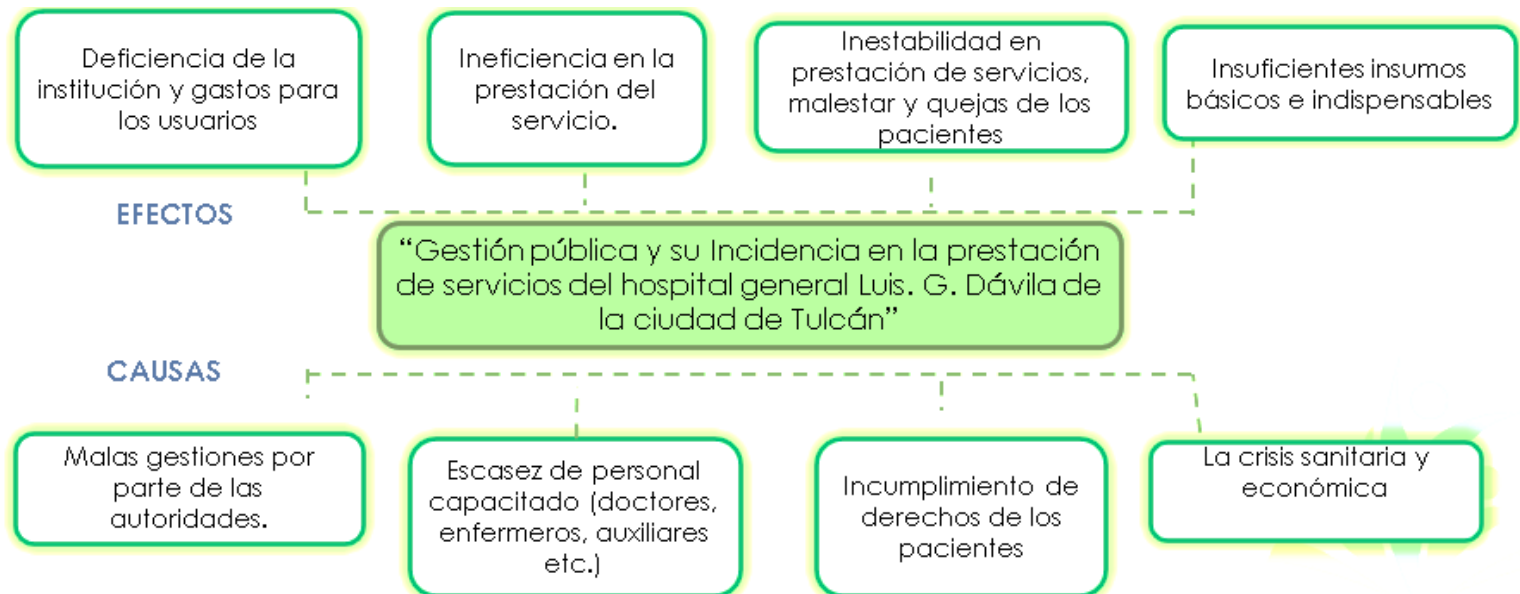 Deficiencia de la
institución y gastos para
los usuarios
Ineficiencia en la
prestación del
servicio.
Inestabilidad en
prestación de servicios,
malestar y quejas de los
pacientes
Insuficientes insumos
básicos e indispensables
EFECTOS
“Gestión pública y su Incidencia en la prestación
de servicios del hospital general Luis. G. Dávila de
la ciudad de Tulcán”
CAUSAS
Malas gestiones por
parte de las
autoridades.
Escasez de personal
capacitado (doctores,
enfermeros, auxiliares
etc.)
Incumplimiento de
derechos de los
pacientes
La crisis sanitaria y
económica